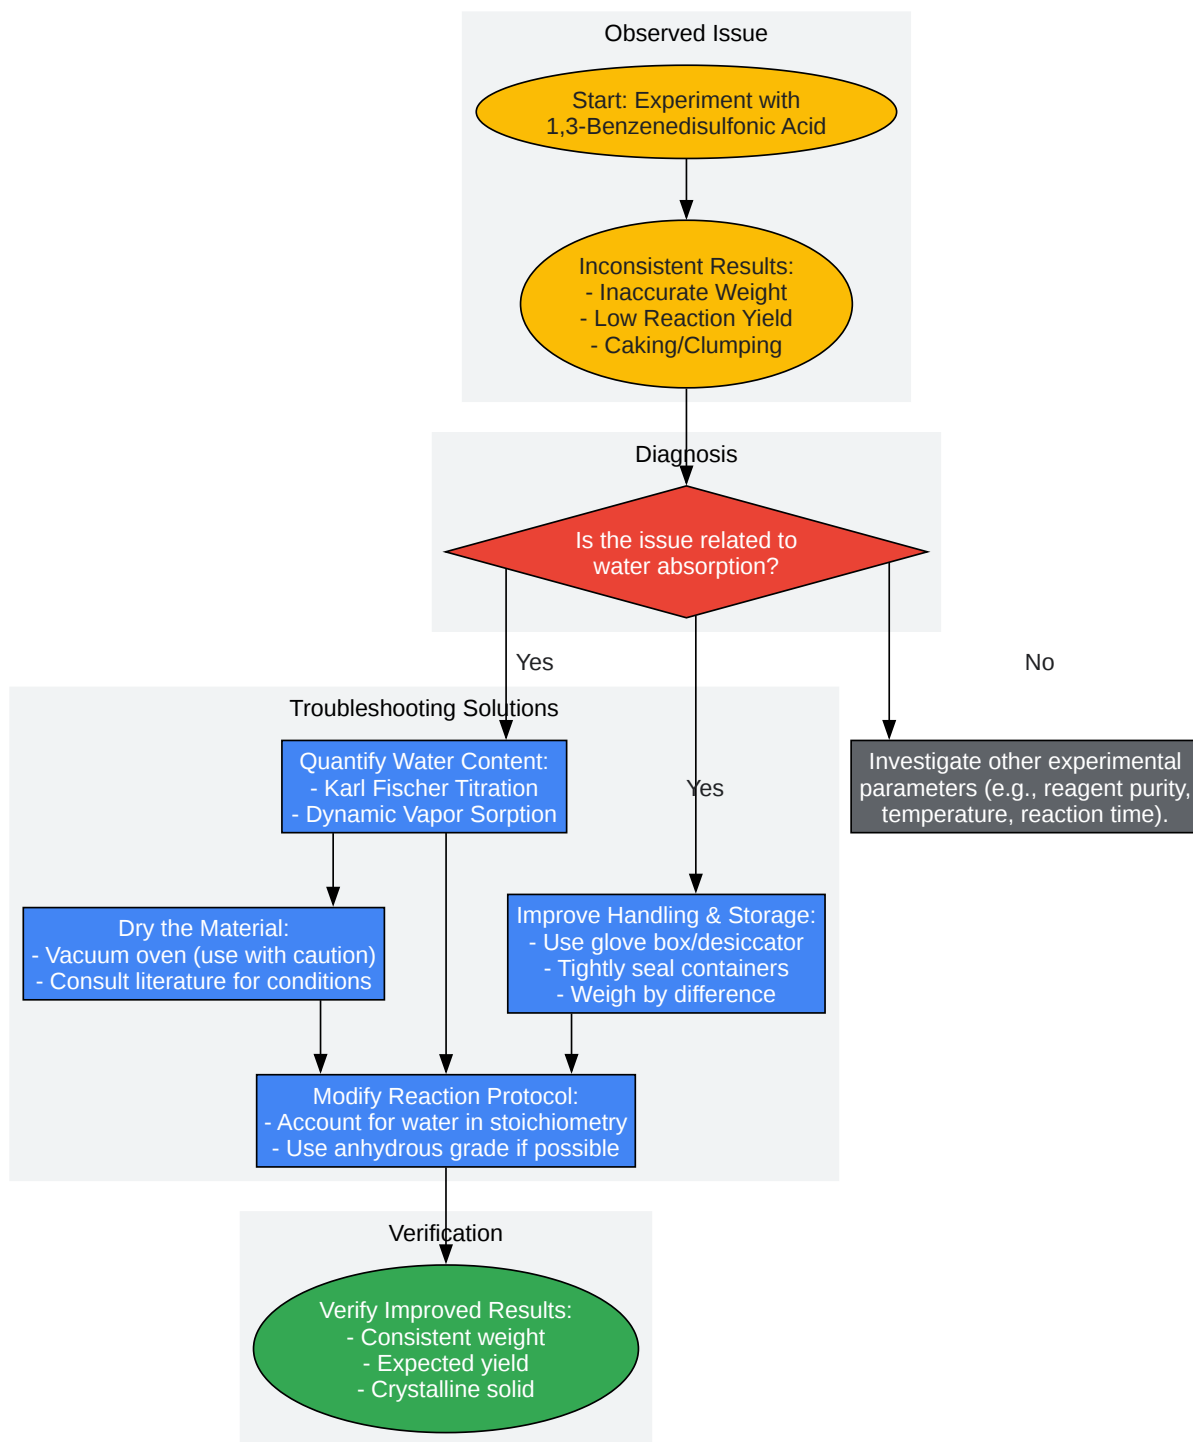 Observed Issue
Start: Experiment with
1,3-Benzenedisulfonic Acid
Inconsistent Results:
- Inaccurate Weight
- Low Reaction Yield
- Caking/Clumping
Diagnosis
Is the issue related to
water absorption?
Yes
No
Troubleshooting Solutions
Quantify Water Content:
- Karl Fischer Titration
- Dynamic Vapor Sorption
Yes
Investigate other experimental
parameters (e.g., reagent purity,
temperature, reaction time).
Dry the Material:
- Vacuum oven (use with caution)
- Consult literature for conditions
Improve Handling & Storage:
- Use glove box/desiccator
- Tightly seal containers
- Weigh by difference
Modify Reaction Protocol:
- Account for water in stoichiometry
- Use anhydrous grade if possible
Verification
Verify Improved Results:
- Consistent weight
- Expected yield
- Crystalline solid